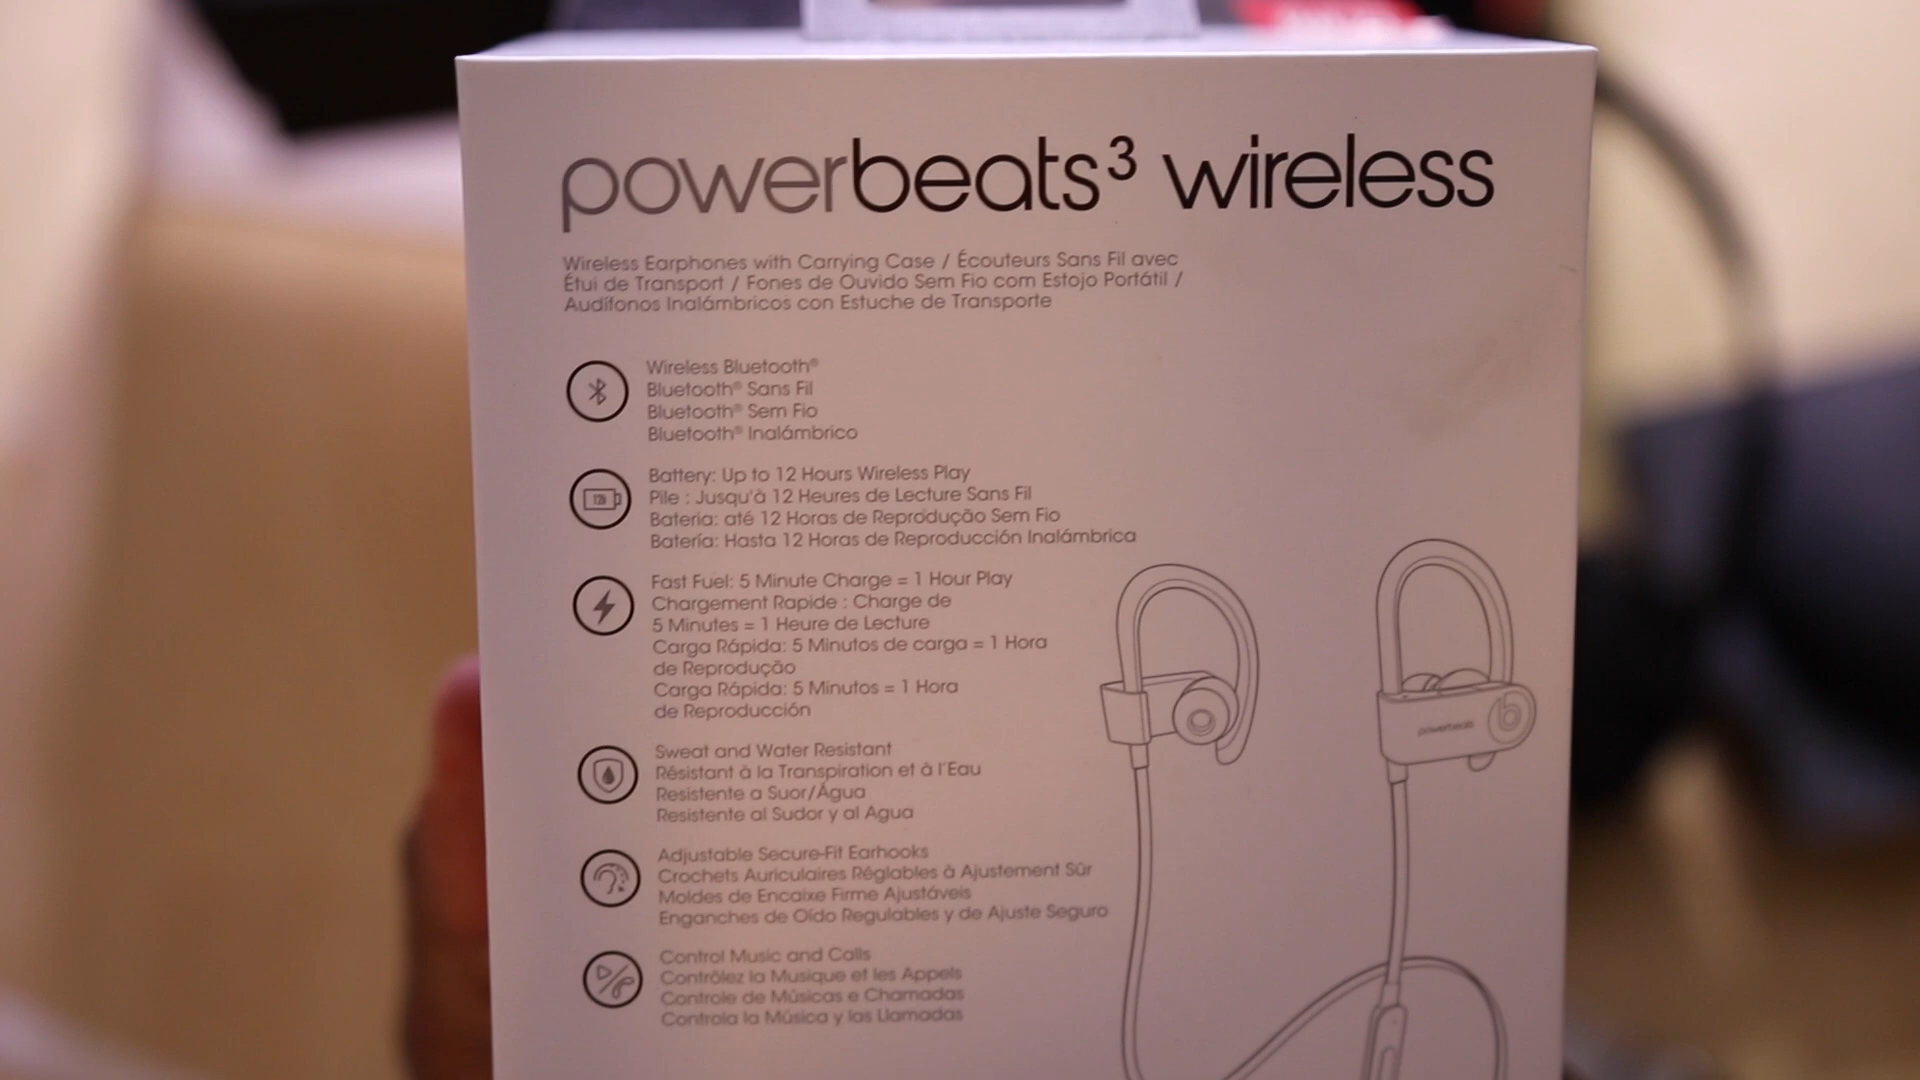 powerbeats³ wireless
Wireless Earphones with Carrying Case / Écouteurs Sans Fil avec
Étui de Transport / Fones de Ouvido Sem Fio com Estojo Portátil /
Audífonos Inalámbricos con Estuche de Transporte
Wireless Bluetooth®
Bluetooth® Sans Fil
Bluetooth® Sem Fio
Bluetooth® Inalámbrico
12h
Battery: Up to 12 Hours Wireless Play
Pile : Jusqu'à 12 Heures de Lecture Sans Fil
Bateria: até 12 Horas de Reprodução Sem Fio
Batería: Hasta 12 Horas de Reproducción Inalámbrica
Fast Fuel: 5 Minute Charge = 1 Hour Play
Chargement Rapide : Charge de
5 Minutes = 1 Heure de Lecture
Carga Rápida: 5 Minutos de carga = 1 Hora
de Reprodução
Carga Rápida: 5 Minutos = 1 Hora
de Reproducción
Sweat and Water Resistant
Résistant à la Transpiration et à l'Eau
Resistente a Suor/Água
Resistente al Sudor y al Agua
Adjustable Secure-Fit Earhooks
Crochets Auriculaires Réglables à Ajustement Sûr
Moldes de Encaixe Firme Ajustáveis
Enganches de Oído Regulables y de Ajuste Seguro
Control Music and Calls
Contrôlez la Musique et les Appels
Controle de Músicas e Chamadas
Controla la Música y las Llamadas
powerbeats
b